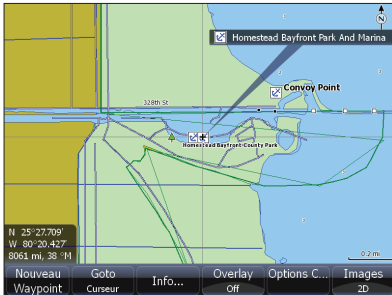 N
Homestead Bayfront Park And Marina
Convoy Point
328th St
Homestead Bayfront-County Park
N 25°27.709'
W 80°20.427'
8061 mi, 38 °M
0.2 mi
Nouveau Waypoint
Goto Curseur
Info...
Overlay Off
Options C...
Images 2D